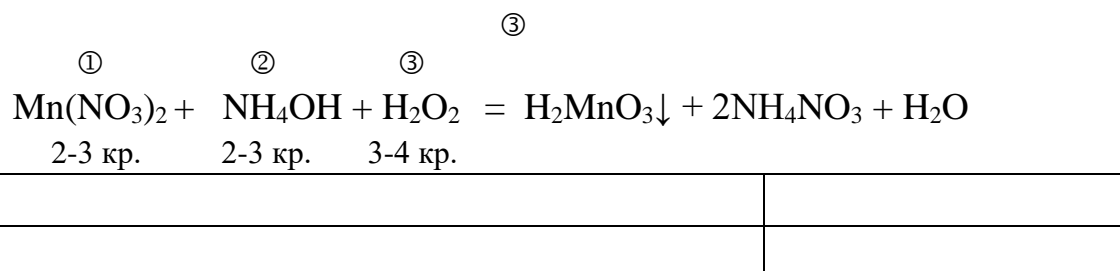 ③
① ② ③
Mn(NO₃)₂ + NH₄OH + H₂O₂ = H₂MnO₃↓ + 2NH₄NO₃ + H₂O
2-3 кр. 2-3 кр. 3-4 кр.